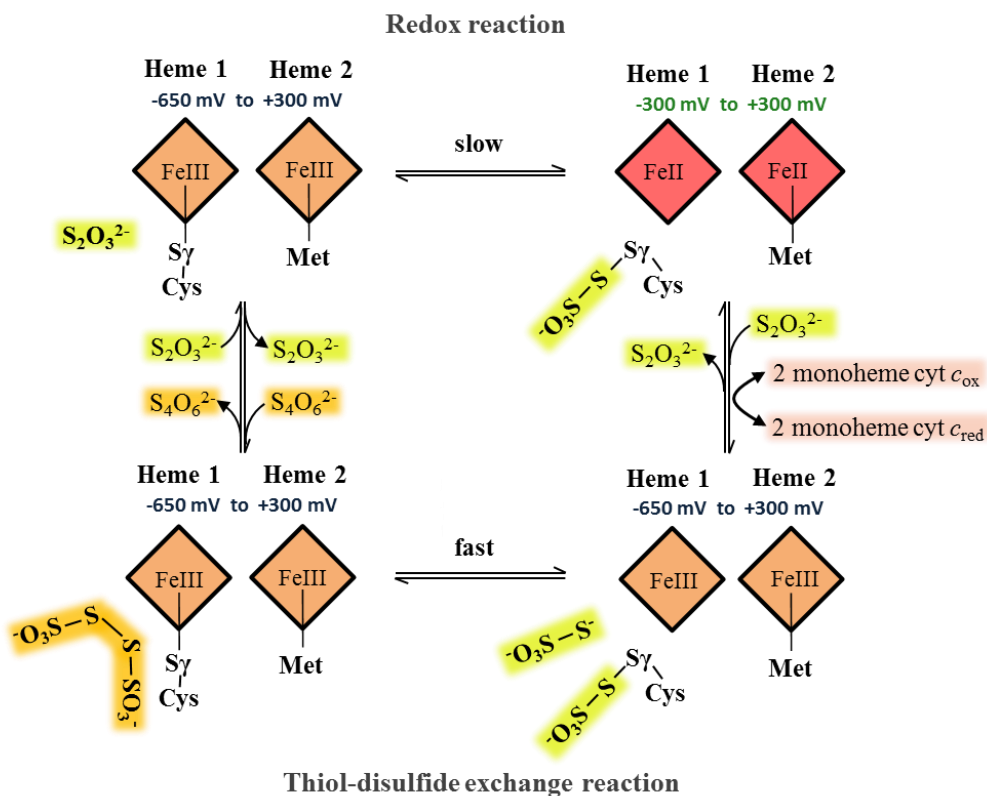 Redox reaction
Heme 1 Heme 2
-650 mV to +300 mV
FeIII FeIII
S₂O₃²⁻
Sγ
Cys
Met
slow
Heme 1 Heme 2
-300 mV to +300 mV
FeII FeII
Sγ
Cys
Met
⁻O₃S–S
S₂O₃²⁻ S₂O₃²⁻
S₄O₆²⁻ S₄O₆²⁻
S₂O₃²⁻ S₂O₃²⁻
2 monoheme cyt c_ox
2 monoheme cyt c_red
Heme 1 Heme 2
-650 mV to +300 mV
FeIII FeIII
⁻O₃S–S–S–SO₃⁻
Sγ
Cys
Met
fast
Heme 1 Heme 2
-650 mV to +300 mV
FeIII FeIII
⁻O₃S–S⁻
Sγ
Cys
Met
⁻O₃S–S
Thiol-disulfide exchange reaction